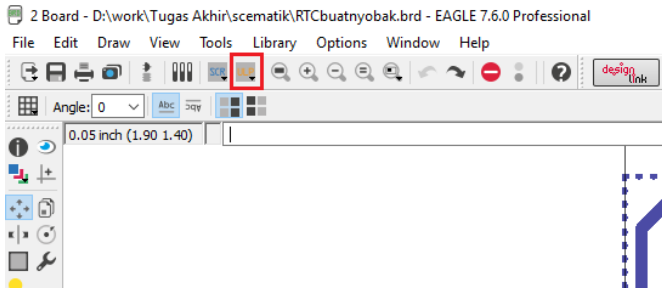 2 Board - D:\work\Tugas Akhir\scematik\RTCbuatnyobak.brd - EAGLE 7.6.0 Professional
File Edit Draw View Tools Library Options Window Help
SCR ULP design link
Angle: 0 Abc Abc
0.05 inch (1.90 1.40)